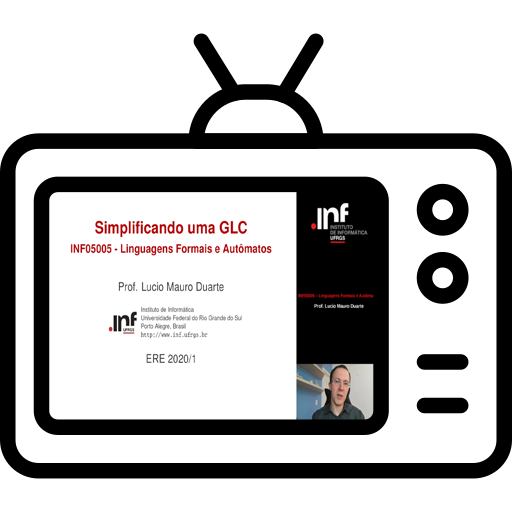 Simplificando uma GLC
INF05005 - Linguagens Formais e Autômatos
Prof. Lucio Mauro Duarte
inf
UFRGS
Instituto de Informática
Universidade Federal do Rio Grande do Sul
Porto Alegre, Brasil
http://www.inf.ufrgs.br
ERE 2020/1
inf
INSTITUTO
DE INFORMÁTICA
UFRGS
INF05005 - Linguagens Formais e Autôma
Prof. Lucio Mauro Duarte